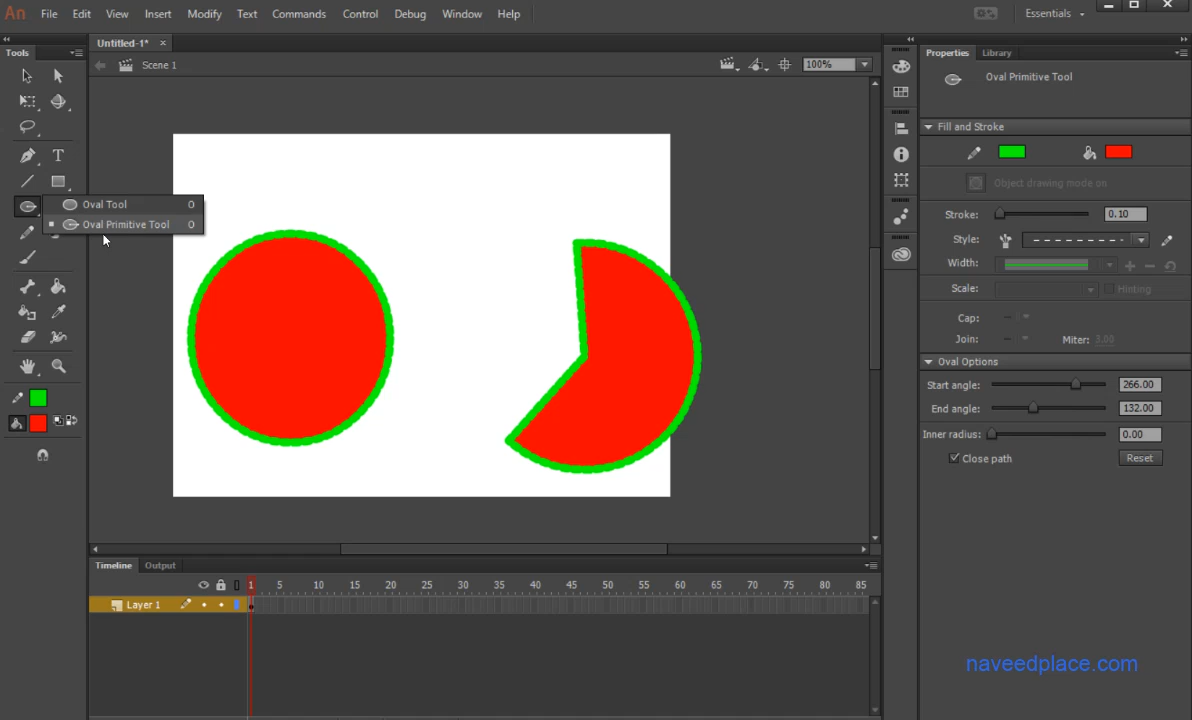 An File Edit View Insert Modify Text Commands Control Debug Window Help Essentials
Tools Untitled-1* × Properties Library
Scene 1 100%
Oval Primitive Tool
Fill and Stroke
Object drawing mode on
Oval Tool O
Oval Primitive Tool O
Stroke: 0.10
Style:
Width:
Scale: Hinting
Cap:
Join: Miter: 3.00
Oval Options
Start angle: 266.00
End angle: 132.00
Inner radius: 0.00
Close path Reset
Timeline Output
1 5 10 15 20 25 30 35 40 45 50 55 60 65 70 75 80 85
Layer 1
naveedplace.com